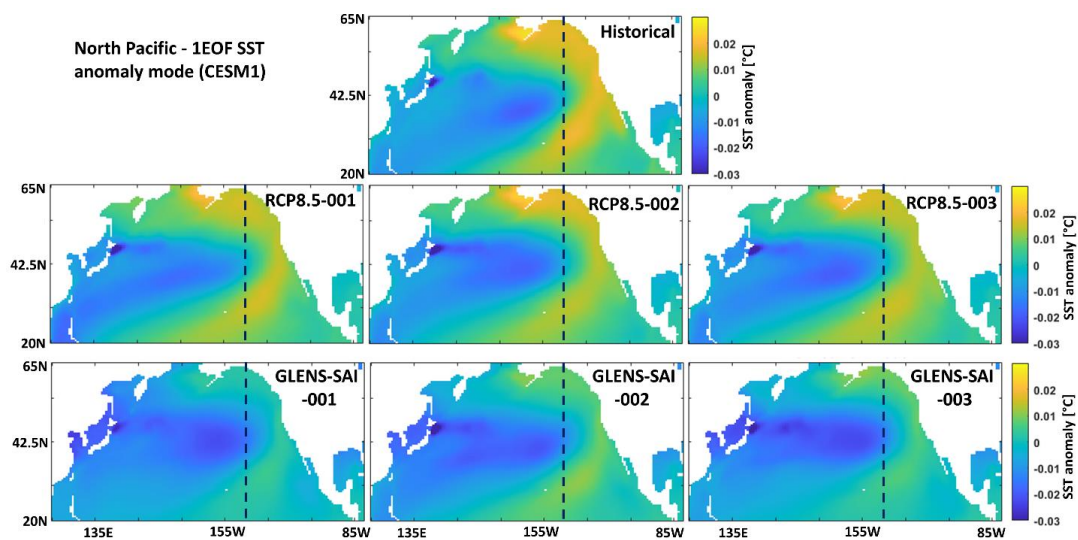 North Pacific - 1EOF SST
anomaly mode (CESM1)
65N
42.5N
20N
Historical
0.02
0.01
0
-0.01
-0.02
-0.03
SST anomaly [°C]
65N
42.5N
20N
RCP8.5-001
RCP8.5-002
RCP8.5-003
0.02
0.01
0
-0.01
-0.02
-0.03
SST anomaly [°C]
65N
42.5N
20N
GLENS-SAI
-001
GLENS-SAI
-002
GLENS-SAI
-003
0.02
0.01
0
-0.01
-0.02
-0.03
SST anomaly [°C]
135E 155W 85W
135E 155W 85W
135E 155W 85W